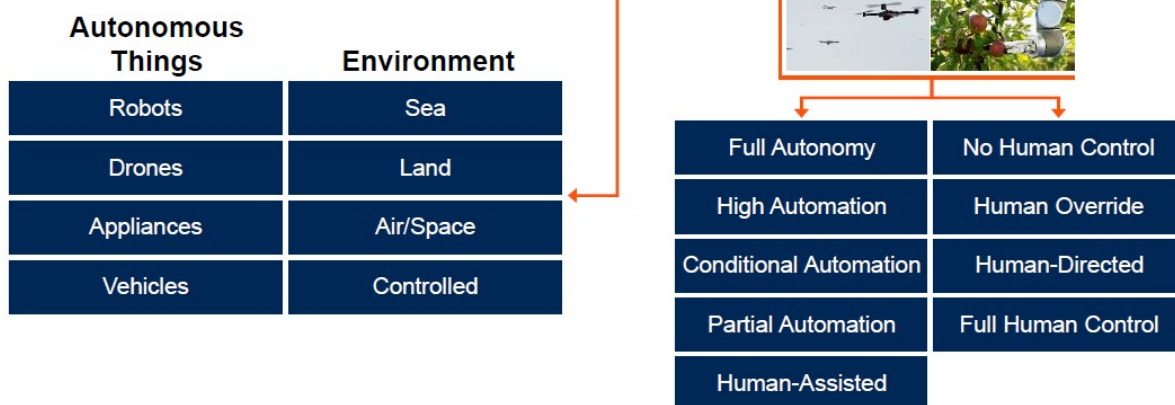 Autonomous
Things
Environment
Robots
Sea
Drones
Land
Appliances
Air/Space
Vehicles
Controlled
Full Autonomy
No Human Control
High Automation
Human Override
Conditional Automation
Human-Directed
Partial Automation
Full Human Control
Human-Assisted